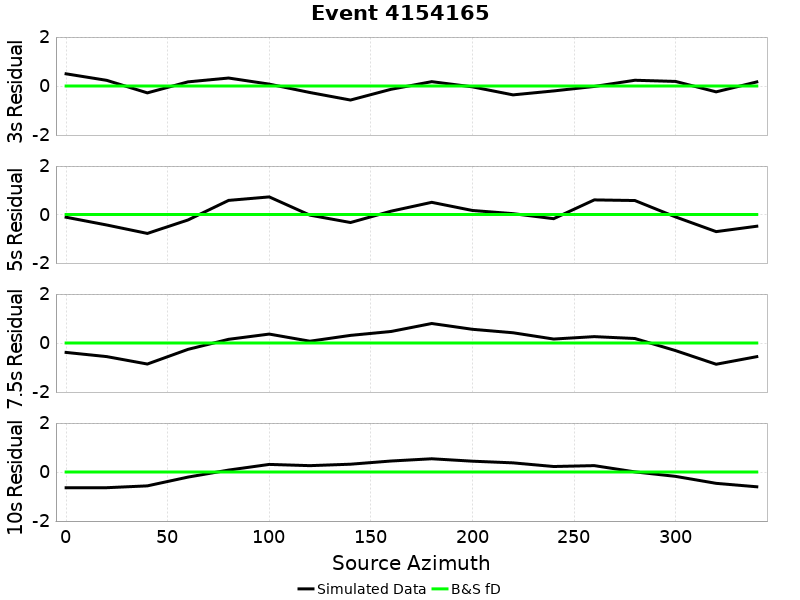 Event 4154165
3s Residual
2
0
-2
5s Residual
2
0
-2
7.5s Residual
2
0
-2
10s Residual
2
0
-2
0 50 100 150 200 250 300
Source Azimuth
Simulated Data B&S fD